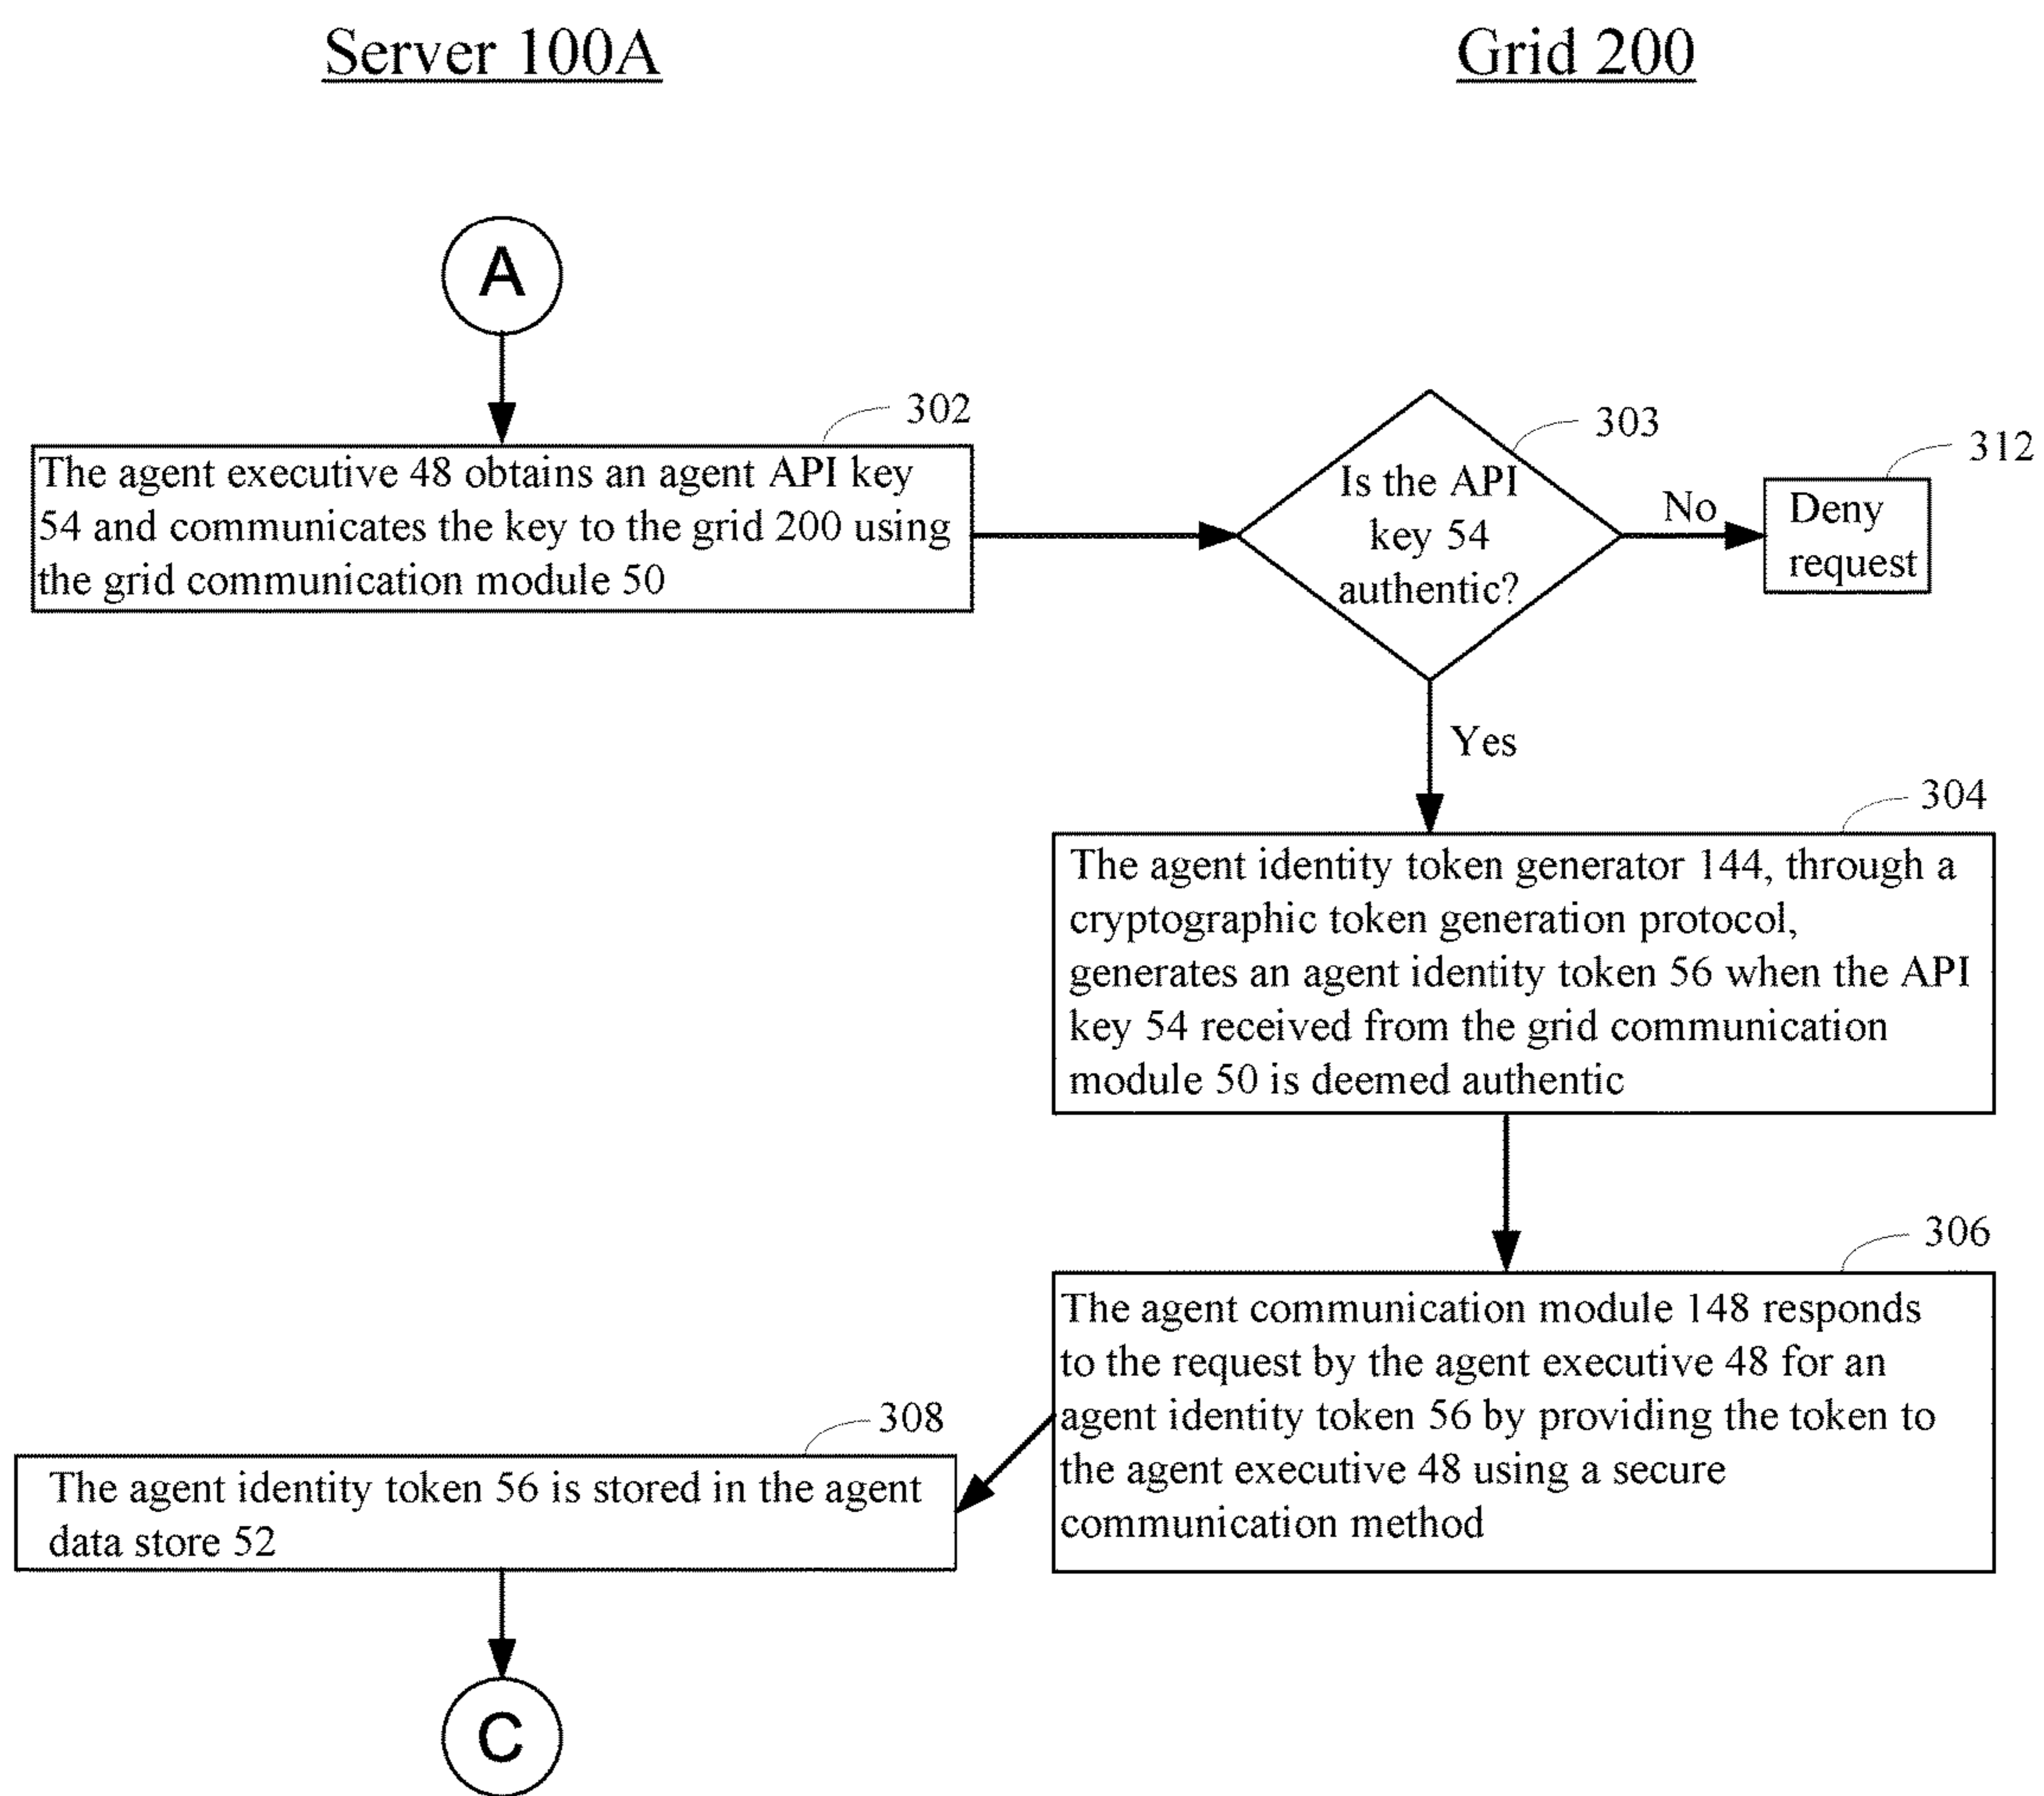 Server 100A
Grid 200
A
302
The agent executive 48 obtains an agent API key
54 and communicates the key to the grid 200 using
the grid communication module 50
303
Is the API
key 54
authentic?
No
312
Deny
request
Yes
304
The agent identity token generator 144, through a
cryptographic token generation protocol,
generates an agent identity token 56 when the API
key 54 received from the grid communication
module 50 is deemed authentic
306
The agent communication module 148 responds
to the request by the agent executive 48 for an
agent identity token 56 by providing the token to
the agent executive 48 using a secure
communication method
308
The agent identity token 56 is stored in the agent
data store 52
C